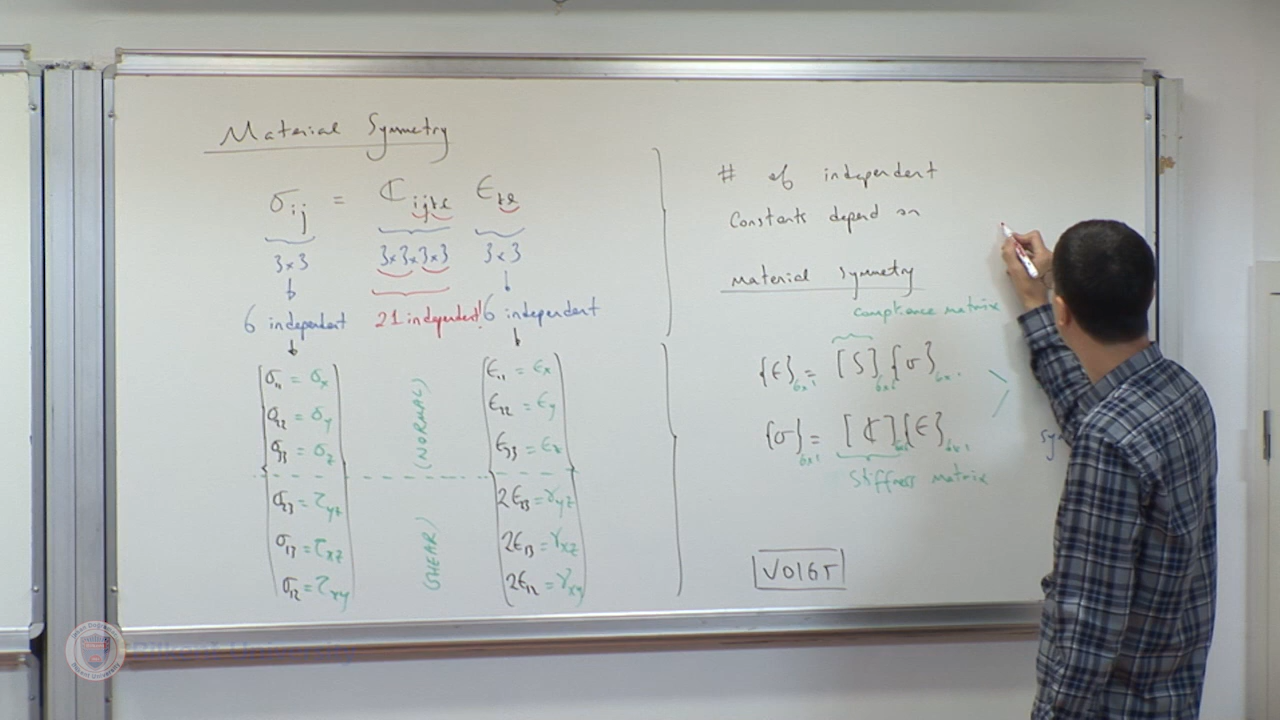 Material Symmetry
σij = ℂijkl ϵkl
3×3 3×3×3×3 3×3
6 independent 21 independent! 6 independent
σ11 = σx
σ22 = σy
σ33 = σz
σ23 = τyz
σ13 = τxz
σ12 = τxy
(NORMAL)
(SHEAR)
ϵ11 = ϵx
ϵ22 = ϵy
ϵ33 = ϵz
2ϵ23 = γyz
2ϵ13 = γxz
2ϵ12 = γxy
# of independent
Constants depend on
Material Symmetry
Compliance matrix
{ϵ}6×1 = [S]6×6 {σ}6×1
{σ}6×1 = [ℂ]6×6 {ϵ}6×1
Stiffness matrix
sy
VOIGT
Bilkent University